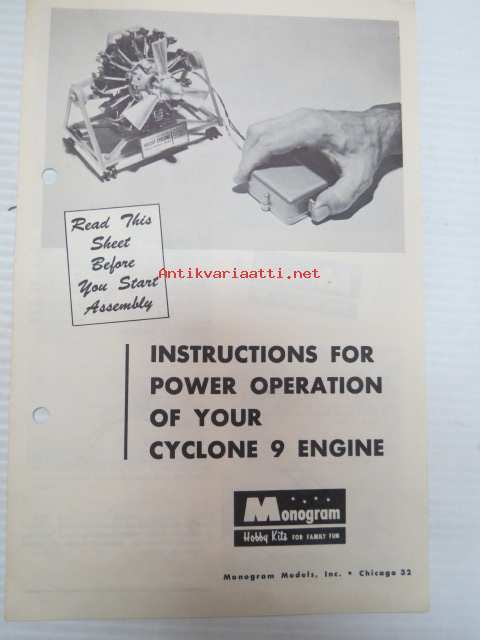 Read This
Sheet
Before
You Start
Assembly
Antikvariaatti.net
INSTRUCTIONS FOR
POWER OPERATION
OF YOUR
CYCLONE 9 ENGINE
Monogram
Hobby Kits FOR FAMILY FUN
Monogram Models, Inc. • Chicago 32